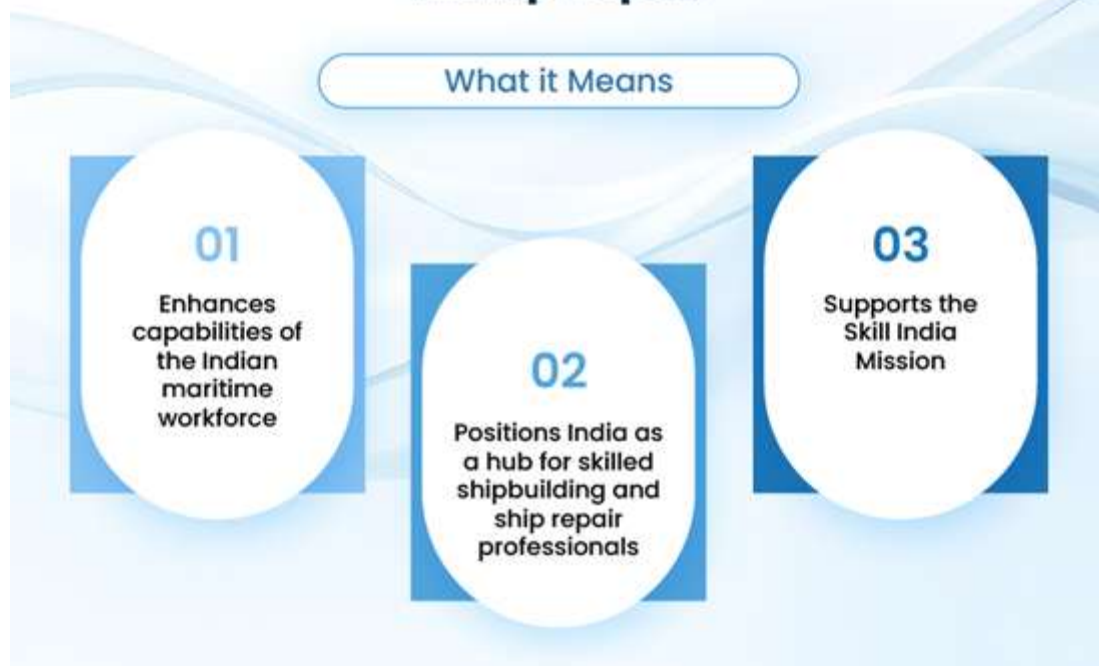 What it Means
01
Enhances
capabilities of
the Indian
maritime
workforce
02
Positions India as
a hub for skilled
shipbuilding and
ship repair
professionals
03
Supports the
Skill India
Mission